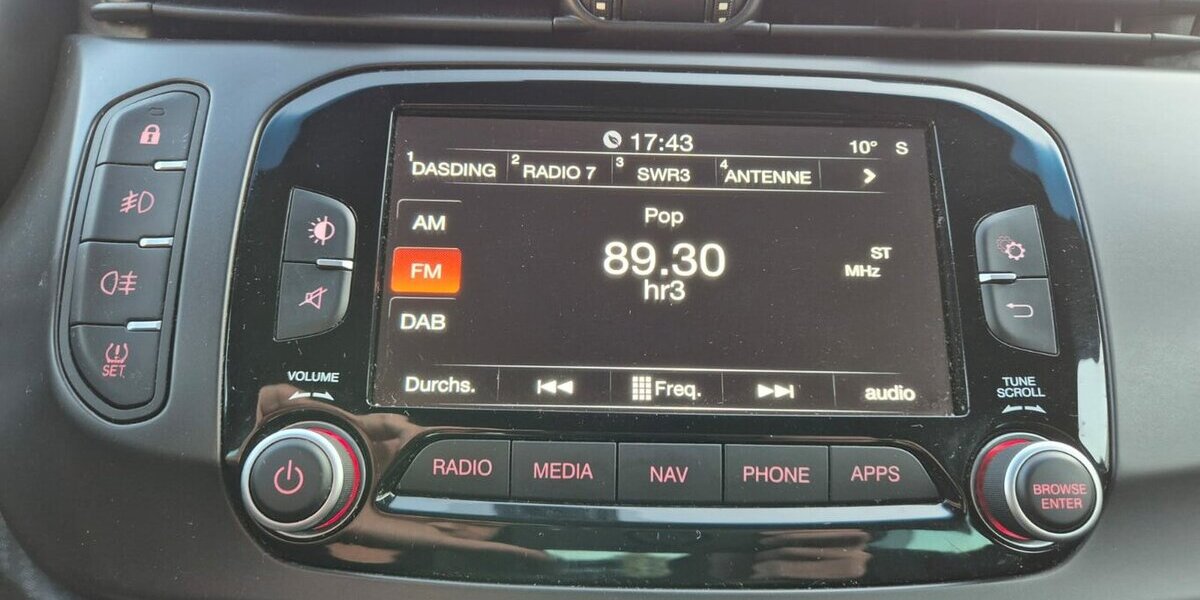 17:43
10° S
1 DASDING 2 RADIO 7 3 SWR3 4 ANTENNE
AM
FM
DAB
Pop
89.30
hr3
ST
MHz
Durchs. Freq. audio
SET
VOLUME
TUNE
SCROLL
RADIO MEDIA NAV PHONE APPS
BROWSE
ENTER